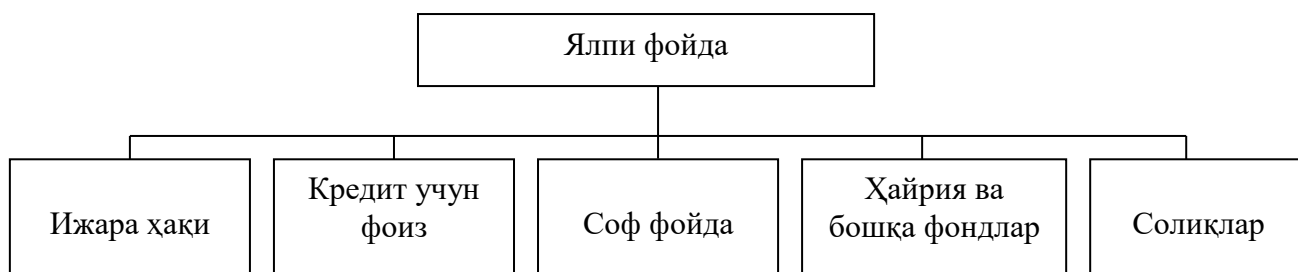 Ялпи фойда
Ижара ҳақи
Кредит учун
фоиз
Соф фойда
Ҳайрия ва
бошқа фондлар
Солиқлар